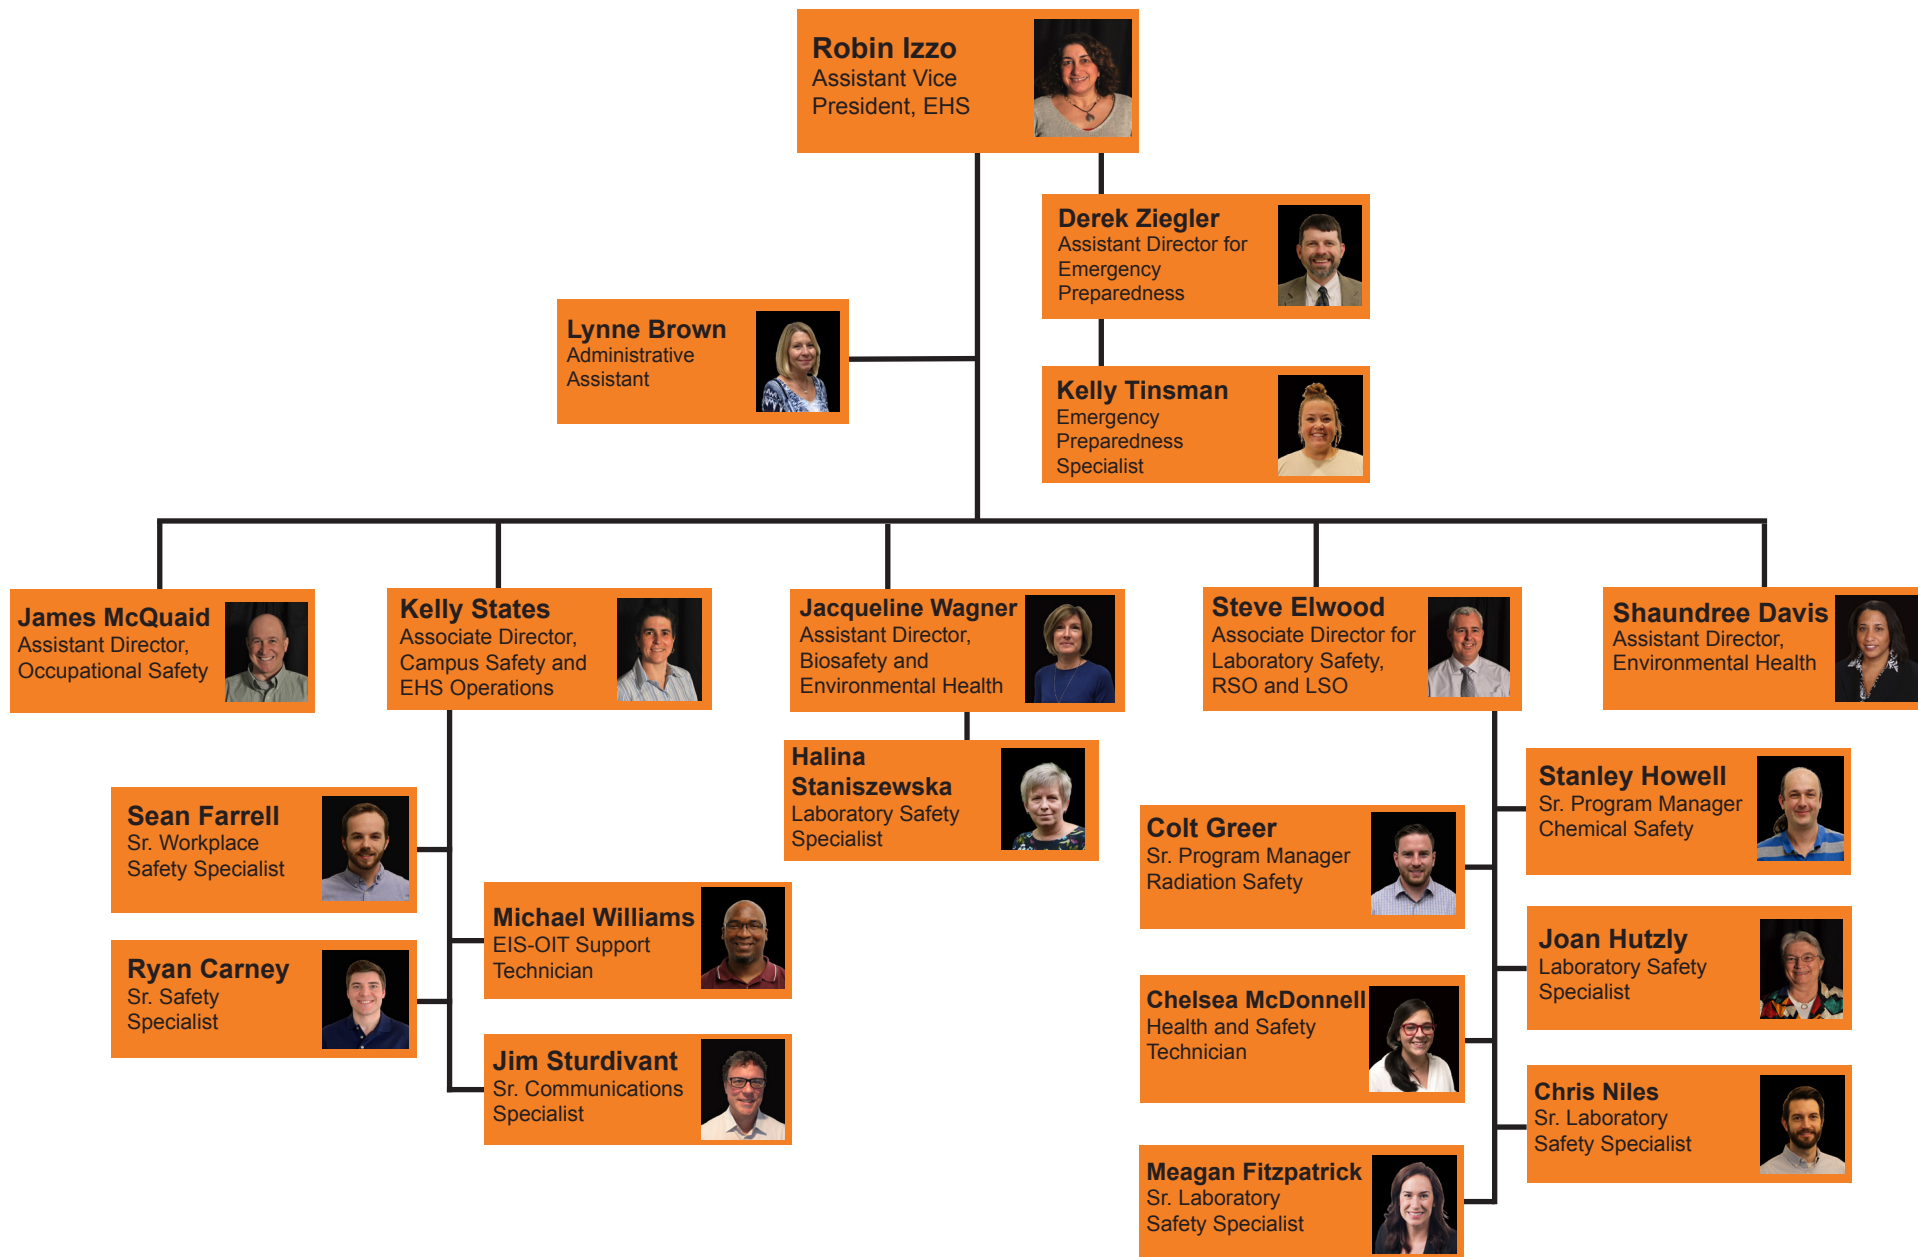 Robin Izzo
Assistant Vice
President, EHS
Derek Ziegler
Assistant Director for
Emergency
Preparedness
Lynne Brown
Administrative
Assistant
Kelly Tinsman
Emergency
Preparedness
Specialist
James McQuaid
Assistant Director,
Occupational Safety
Kelly States
Associate Director,
Campus Safety and
EHS Operations
Jacqueline Wagner
Assistant Director,
Biosafety and
Environmental Health
Steve Elwood
Associate Director for
Laboratory Safety,
RSO and LSO
Shaundree Davis
Assistant Director,
Environmental Health
Sean Farrell
Sr. Workplace
Safety Specialist
Ryan Carney
Sr. Safety
Specialist
Michael Williams
EIS-OIT Support
Technician
Jim Sturdivant
Sr. Communications
Specialist
Halina
Staniszewska
Laboratory Safety
Specialist
Colt Greer
Sr. Program Manager
Radiation Safety
Chelsea McDonnell
Health and Safety
Technician
Meagan Fitzpatrick
Sr. Laboratory
Safety Specialist
Stanley Howell
Sr. Program Manager
Chemical Safety
Joan Hutzly
Laboratory Safety
Specialist
Chris Niles
Sr. Laboratory
Safety Specialist